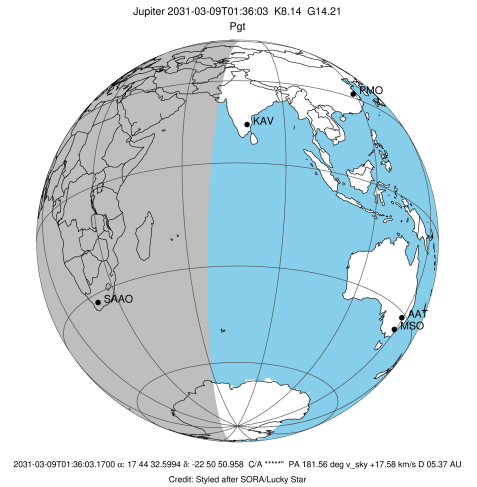 Jupiter 2031-03-09T01:36:03 K8.14 G14.21
Pgt
PMO
KAV
SAAO
AAT
MSO
2031-03-09T01:36:03.1700 α: 17 44 32.5994 δ: -22 50 50.958 C/A *****" PA 181.56 deg v_sky +17.58 km/s D 05.37 AU
Credit: Styled after SORA/Lucky Star